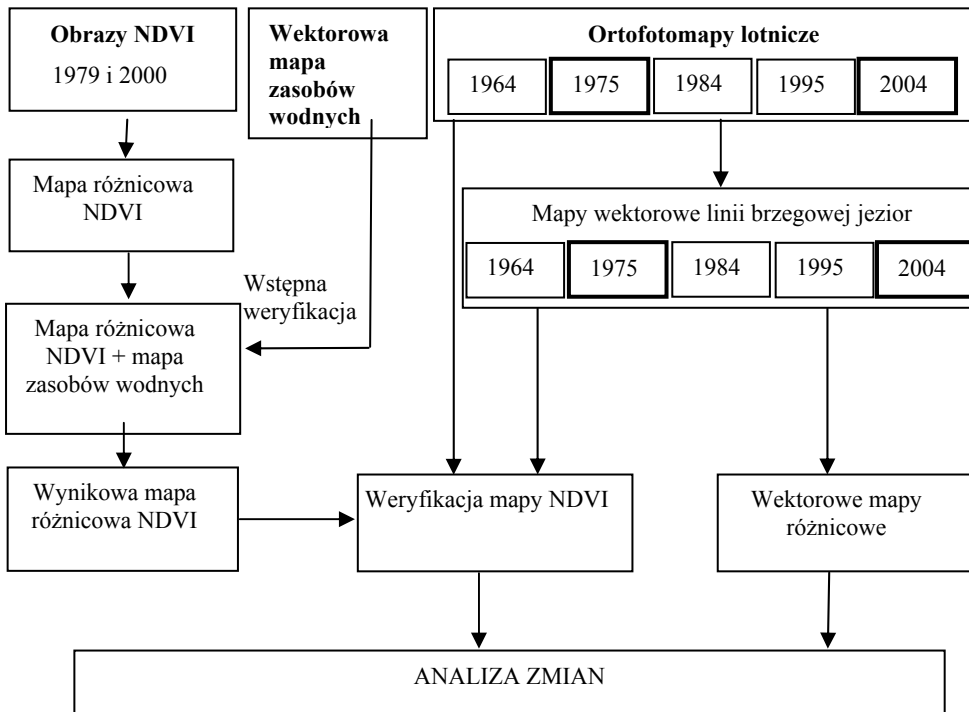 Obrazy NDVI
1979 i 2000
Wektorowa
mapa
zasobów
wodnych
Ortofotomapy lotnicze
1964 1975 1984 1995 2004
Mapa różnicowa
NDVI
Mapy wektorowe linii brzegowej jezior
1964 1975 1984 1995 2004
Wstępna
weryfikacja
Mapa różnicowa
NDVI + mapa
zasobów wodnych
Wynikowa mapa
różnicowa NDVI
Weryfikacja mapy NDVI
Wektorowe mapy
różnicowe
ANALIZA ZMIAN